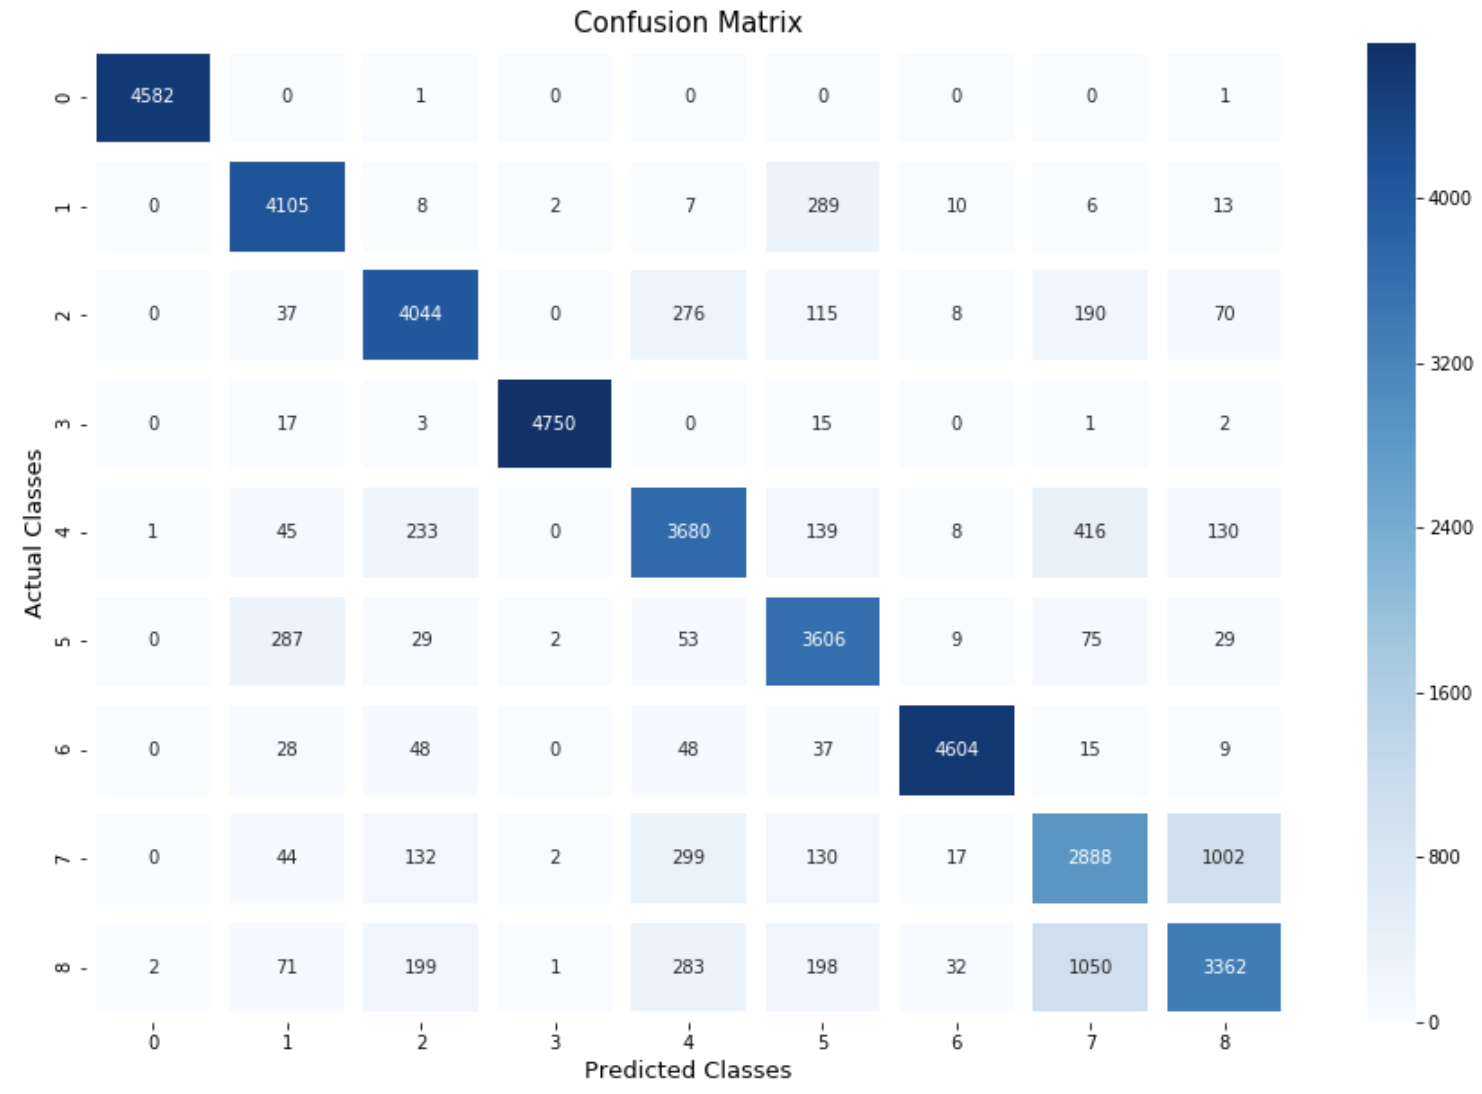 Confusion Matrix
0 4582 0 1 0 0 0 0 0 1
1 0 4105 8 2 7 289 10 6 13
4000
2 0 37 4044 0 276 115 8 190 70
3200
3 0 17 3 4750 0 15 0 1 2
Actual Classes
4 1 45 233 0 3680 139 8 416 130
2400
5 0 287 29 2 53 3606 9 75 29
1600
6 0 28 48 0 48 37 4604 15 9
7 0 44 132 2 299 130 17 2888 1002
800
8 2 71 199 1 283 198 32 1050 3362
0
0 1 2 3 4 5 6 7 8
Predicted Classes